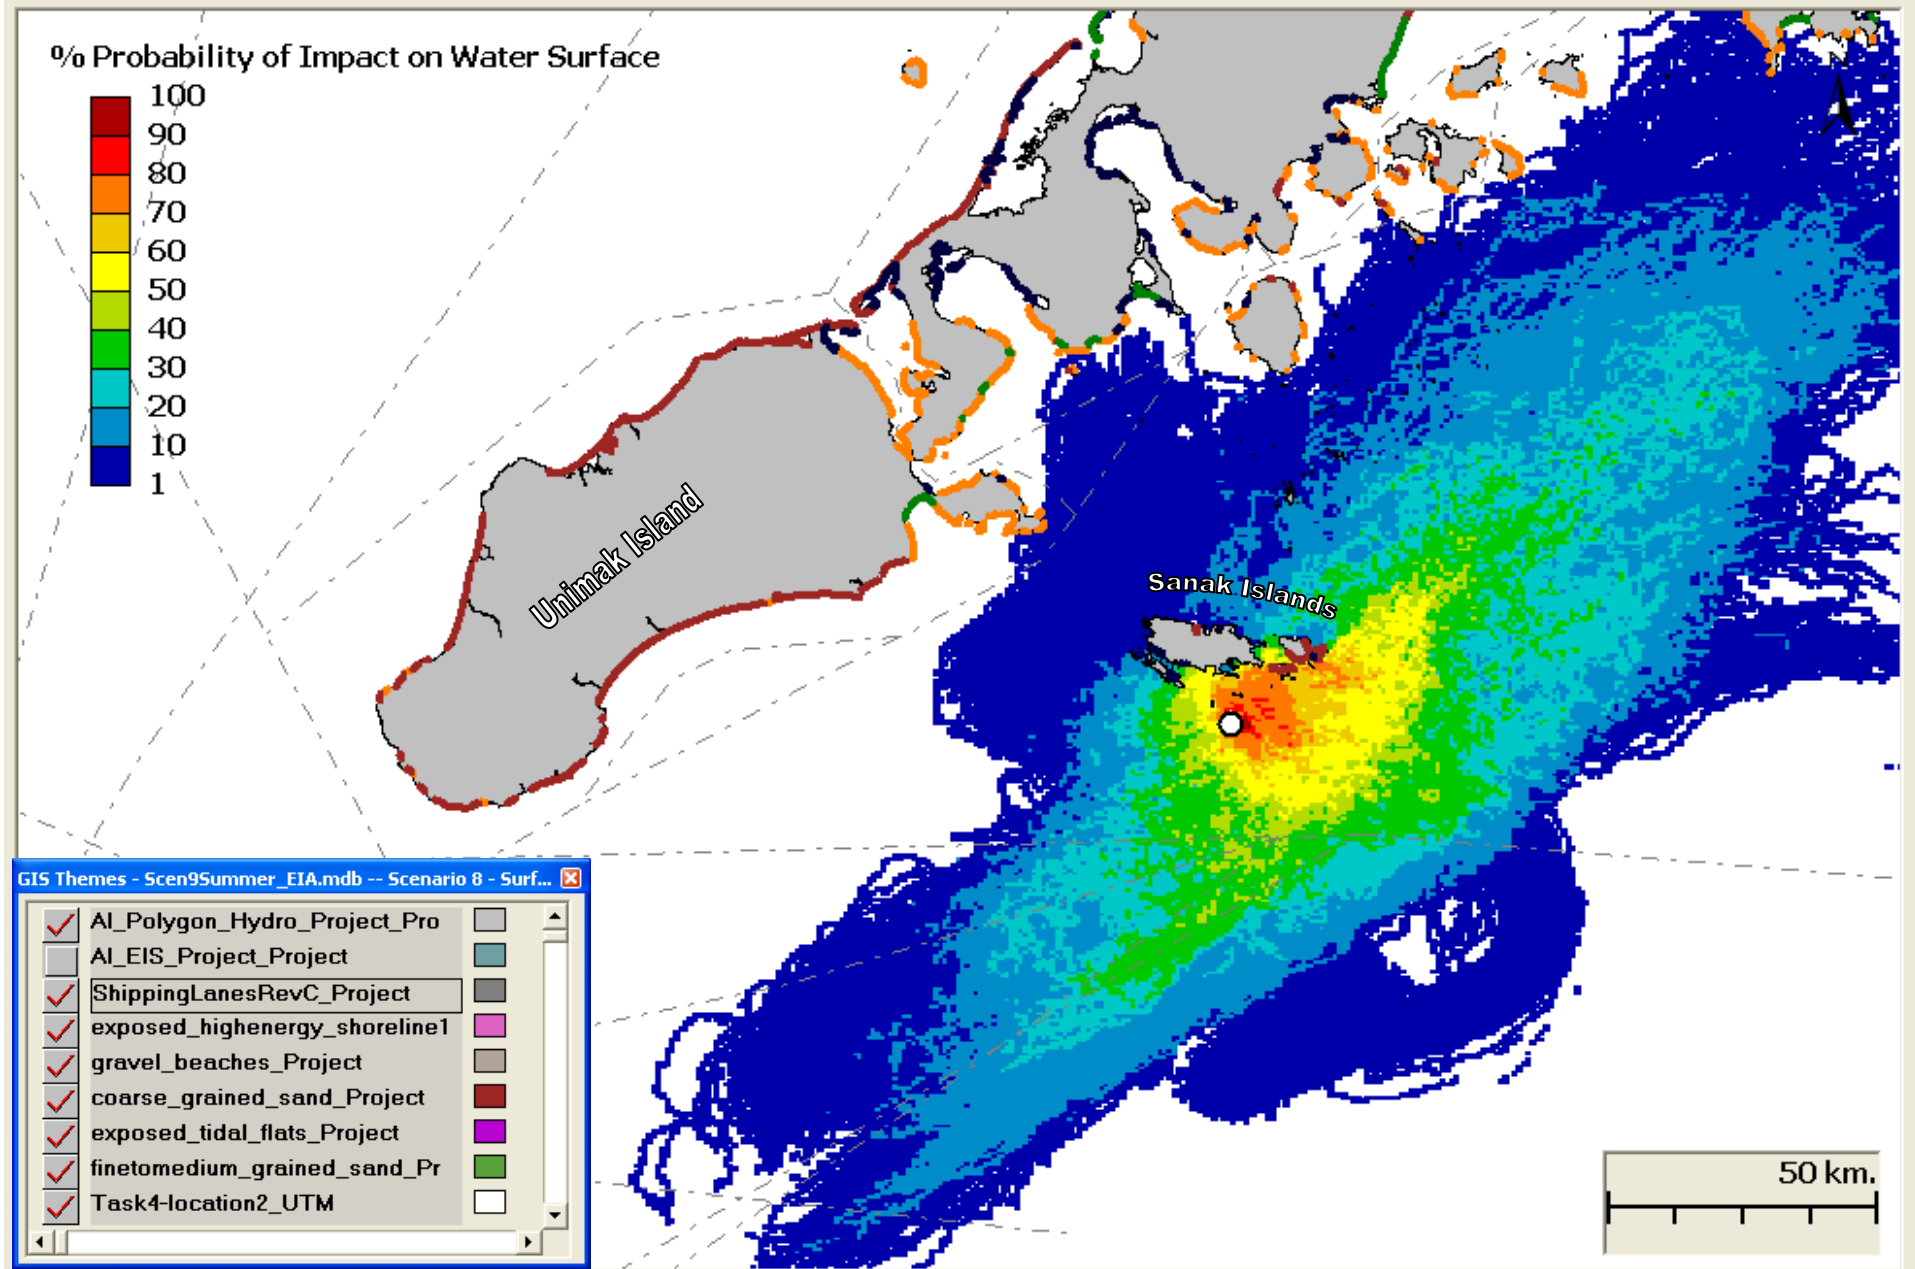 % Probability of Impact on Water Surface
100
90
80
70
60
50
40
30
20
10
1
N
Unimak Island
Sanak Islands
GIS Themes - Scen9Summer_EIA.mdb -- Scenario 8 - Surf...
AI_Polygon_Hydro_Project_Pro
AI_EIS_Project_Project
ShippingLanesRevC_Project
exposed_highenergy_shoreline1
gravel_beaches_Project
coarse_grained_sand_Project
exposed_tidal_flats_Project
finetomedium_grained_sand_Pr
Task4-location2_UTM
50 km.